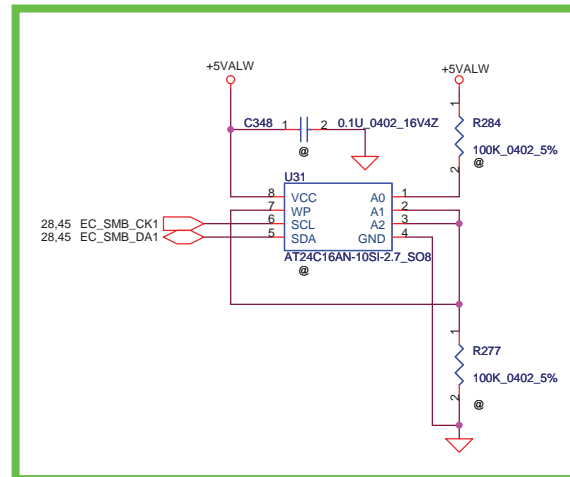 +5VALW
+5VALW
C348 1 2 0.1U_0402_16V4Z
@
1
R284
100K_0402_5%
2 @
U31
8 VCC A0 1
7 WP A1 2
28,45 EC_SMB_CK1 6 SCL A2 3
28,45 EC_SMB_DA1 5 SDA GND 4
AT24C16AN-10SI-2.7_SO8
@
1
R277
100K_0402_5%
2 @